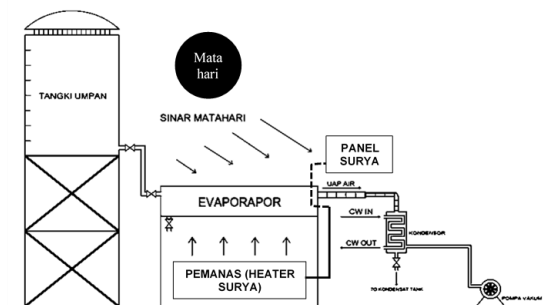 Mata
hari
TANGKI UMPAN
SINAR MATAHARI
PANEL
SURYA
UAP AIR
EVAPORAPOR
CW IN
KONDENSOR
CW OUT
PEMANAS (HEATER
SURYA)
TO KONDENSAT TANK
POMPA VAKUM